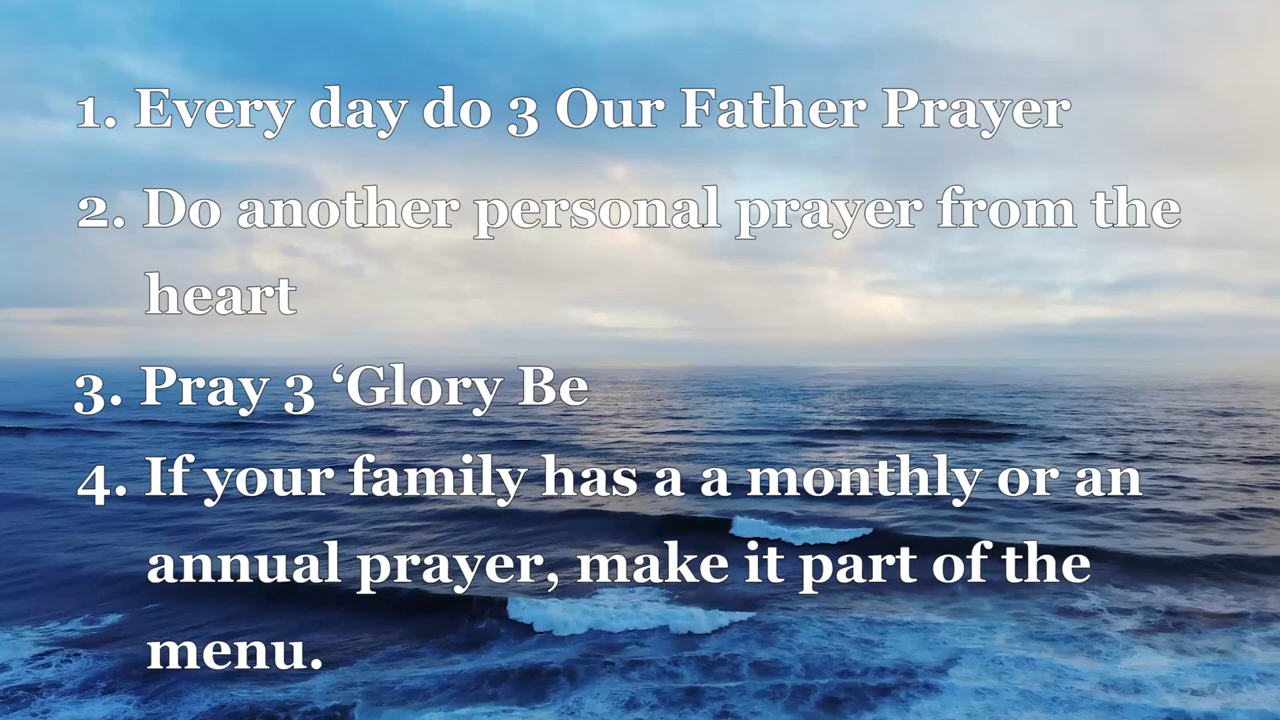 1. Every day do 3 Our Father Prayer
2. Do another personal prayer from the
heart
3. Pray 3 ‘Glory Be
4. If your family has a a monthly or an
annual prayer, make it part of the
menu.